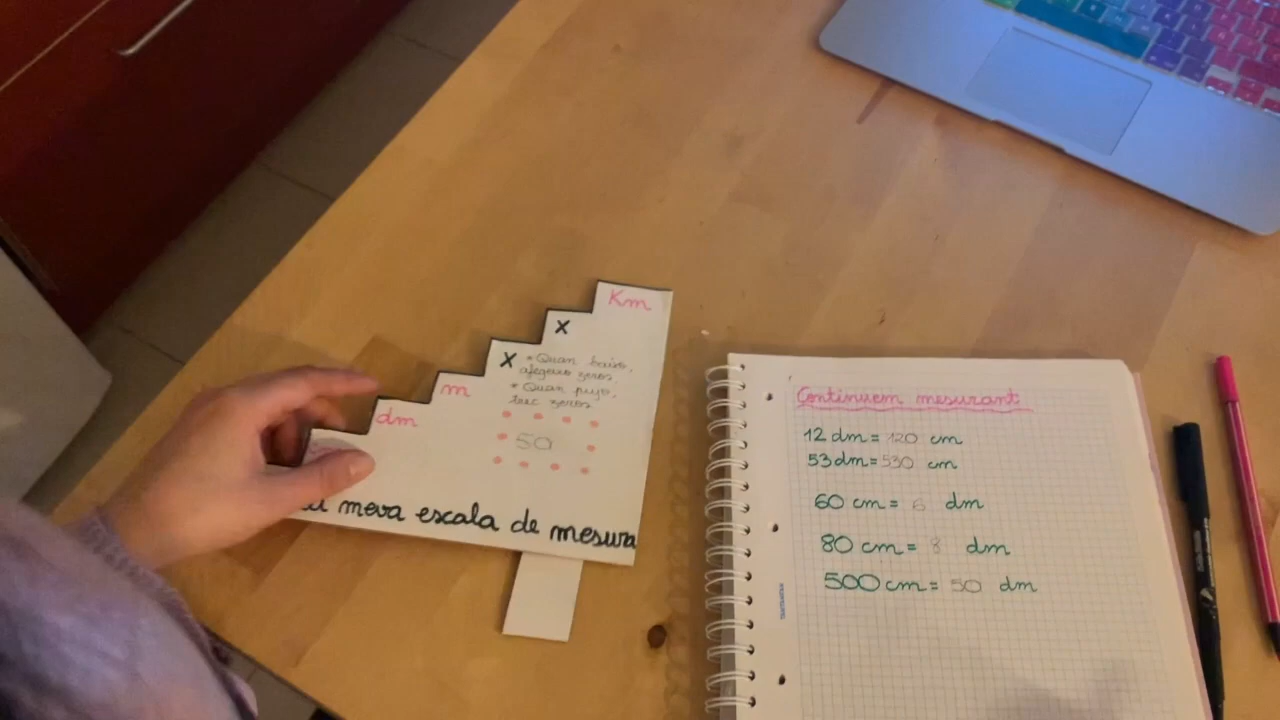 Km
x
x
* Quan baixo,
afegeixo zeros.
* Quan pujo,
trec zeros.
m
dm
50
meva escala de mesura
Continuem mesurant
12 dm = 120 cm
53 dm = 530 cm
60 cm = 6 dm
80 cm = 8 dm
500 cm = 50 dm